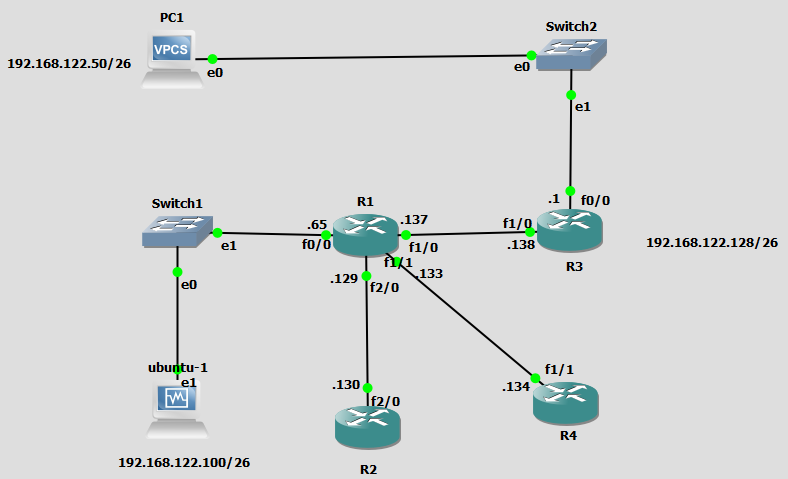 PC1
VPCS
192.168.122.50/26
e0
Switch2
e0
e1
Switch1
e1
e0
.65
f0/0
R1
.137
f1/0
f1/1
.133
.129
f2/0
.1
f0/0
f1/0
.138
R3
192.168.122.128/26
ubuntu-1
e1
192.168.122.100/26
.130
f2/0
R2
f1/1
.134
R4